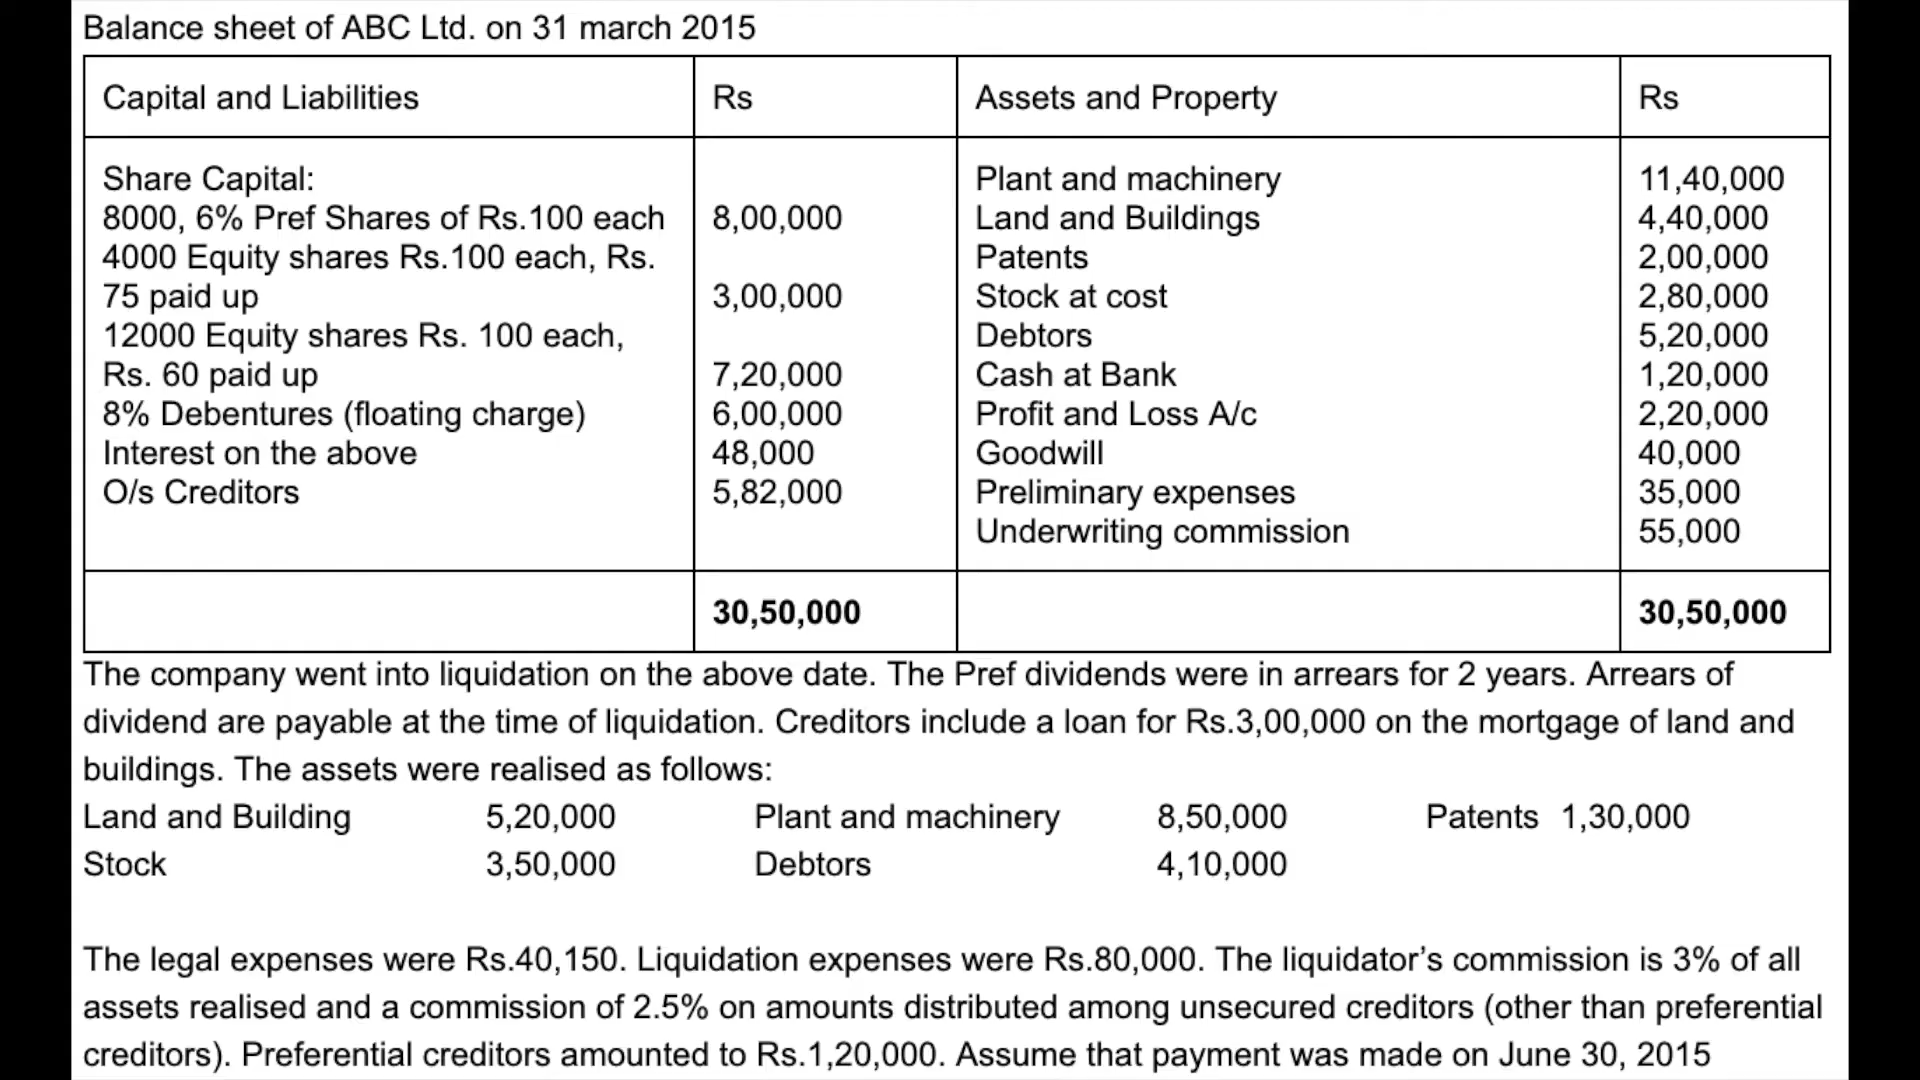 Balance sheet of ABC Ltd. on 31 march 2015
Capital and Liabilities Rs Assets and Property Rs
Share Capital: Plant and machinery 11,40,000
8000, 6% Pref Shares of Rs.100 each 8,00,000 Land and Buildings 4,40,000
4000 Equity shares Rs.100 each, Rs. Patents 2,00,000
75 paid up 3,00,000 Stock at cost 2,80,000
12000 Equity shares Rs. 100 each, Debtors 5,20,000
Rs. 60 paid up 7,20,000 Cash at Bank 1,20,000
8% Debentures (floating charge) 6,00,000 Profit and Loss A/c 2,20,000
Interest on the above 48,000 Goodwill 40,000
O/s Creditors 5,82,000 Preliminary expenses 35,000
Underwriting commission 55,000
30,50,000 30,50,000
The company went into liquidation on the above date. The Pref dividends were in arrears for 2 years. Arrears of
dividend are payable at the time of liquidation. Creditors include a loan for Rs.3,00,000 on the mortgage of land and
buildings. The assets were realised as follows:
Land and Building 5,20,000 Plant and machinery 8,50,000 Patents 1,30,000
Stock 3,50,000 Debtors 4,10,000
The legal expenses were Rs.40,150. Liquidation expenses were Rs.80,000. The liquidator’s commission is 3% of all
assets realised and a commission of 2.5% on amounts distributed among unsecured creditors (other than preferential
creditors). Preferential creditors amounted to Rs.1,20,000. Assume that payment was made on June 30, 2015